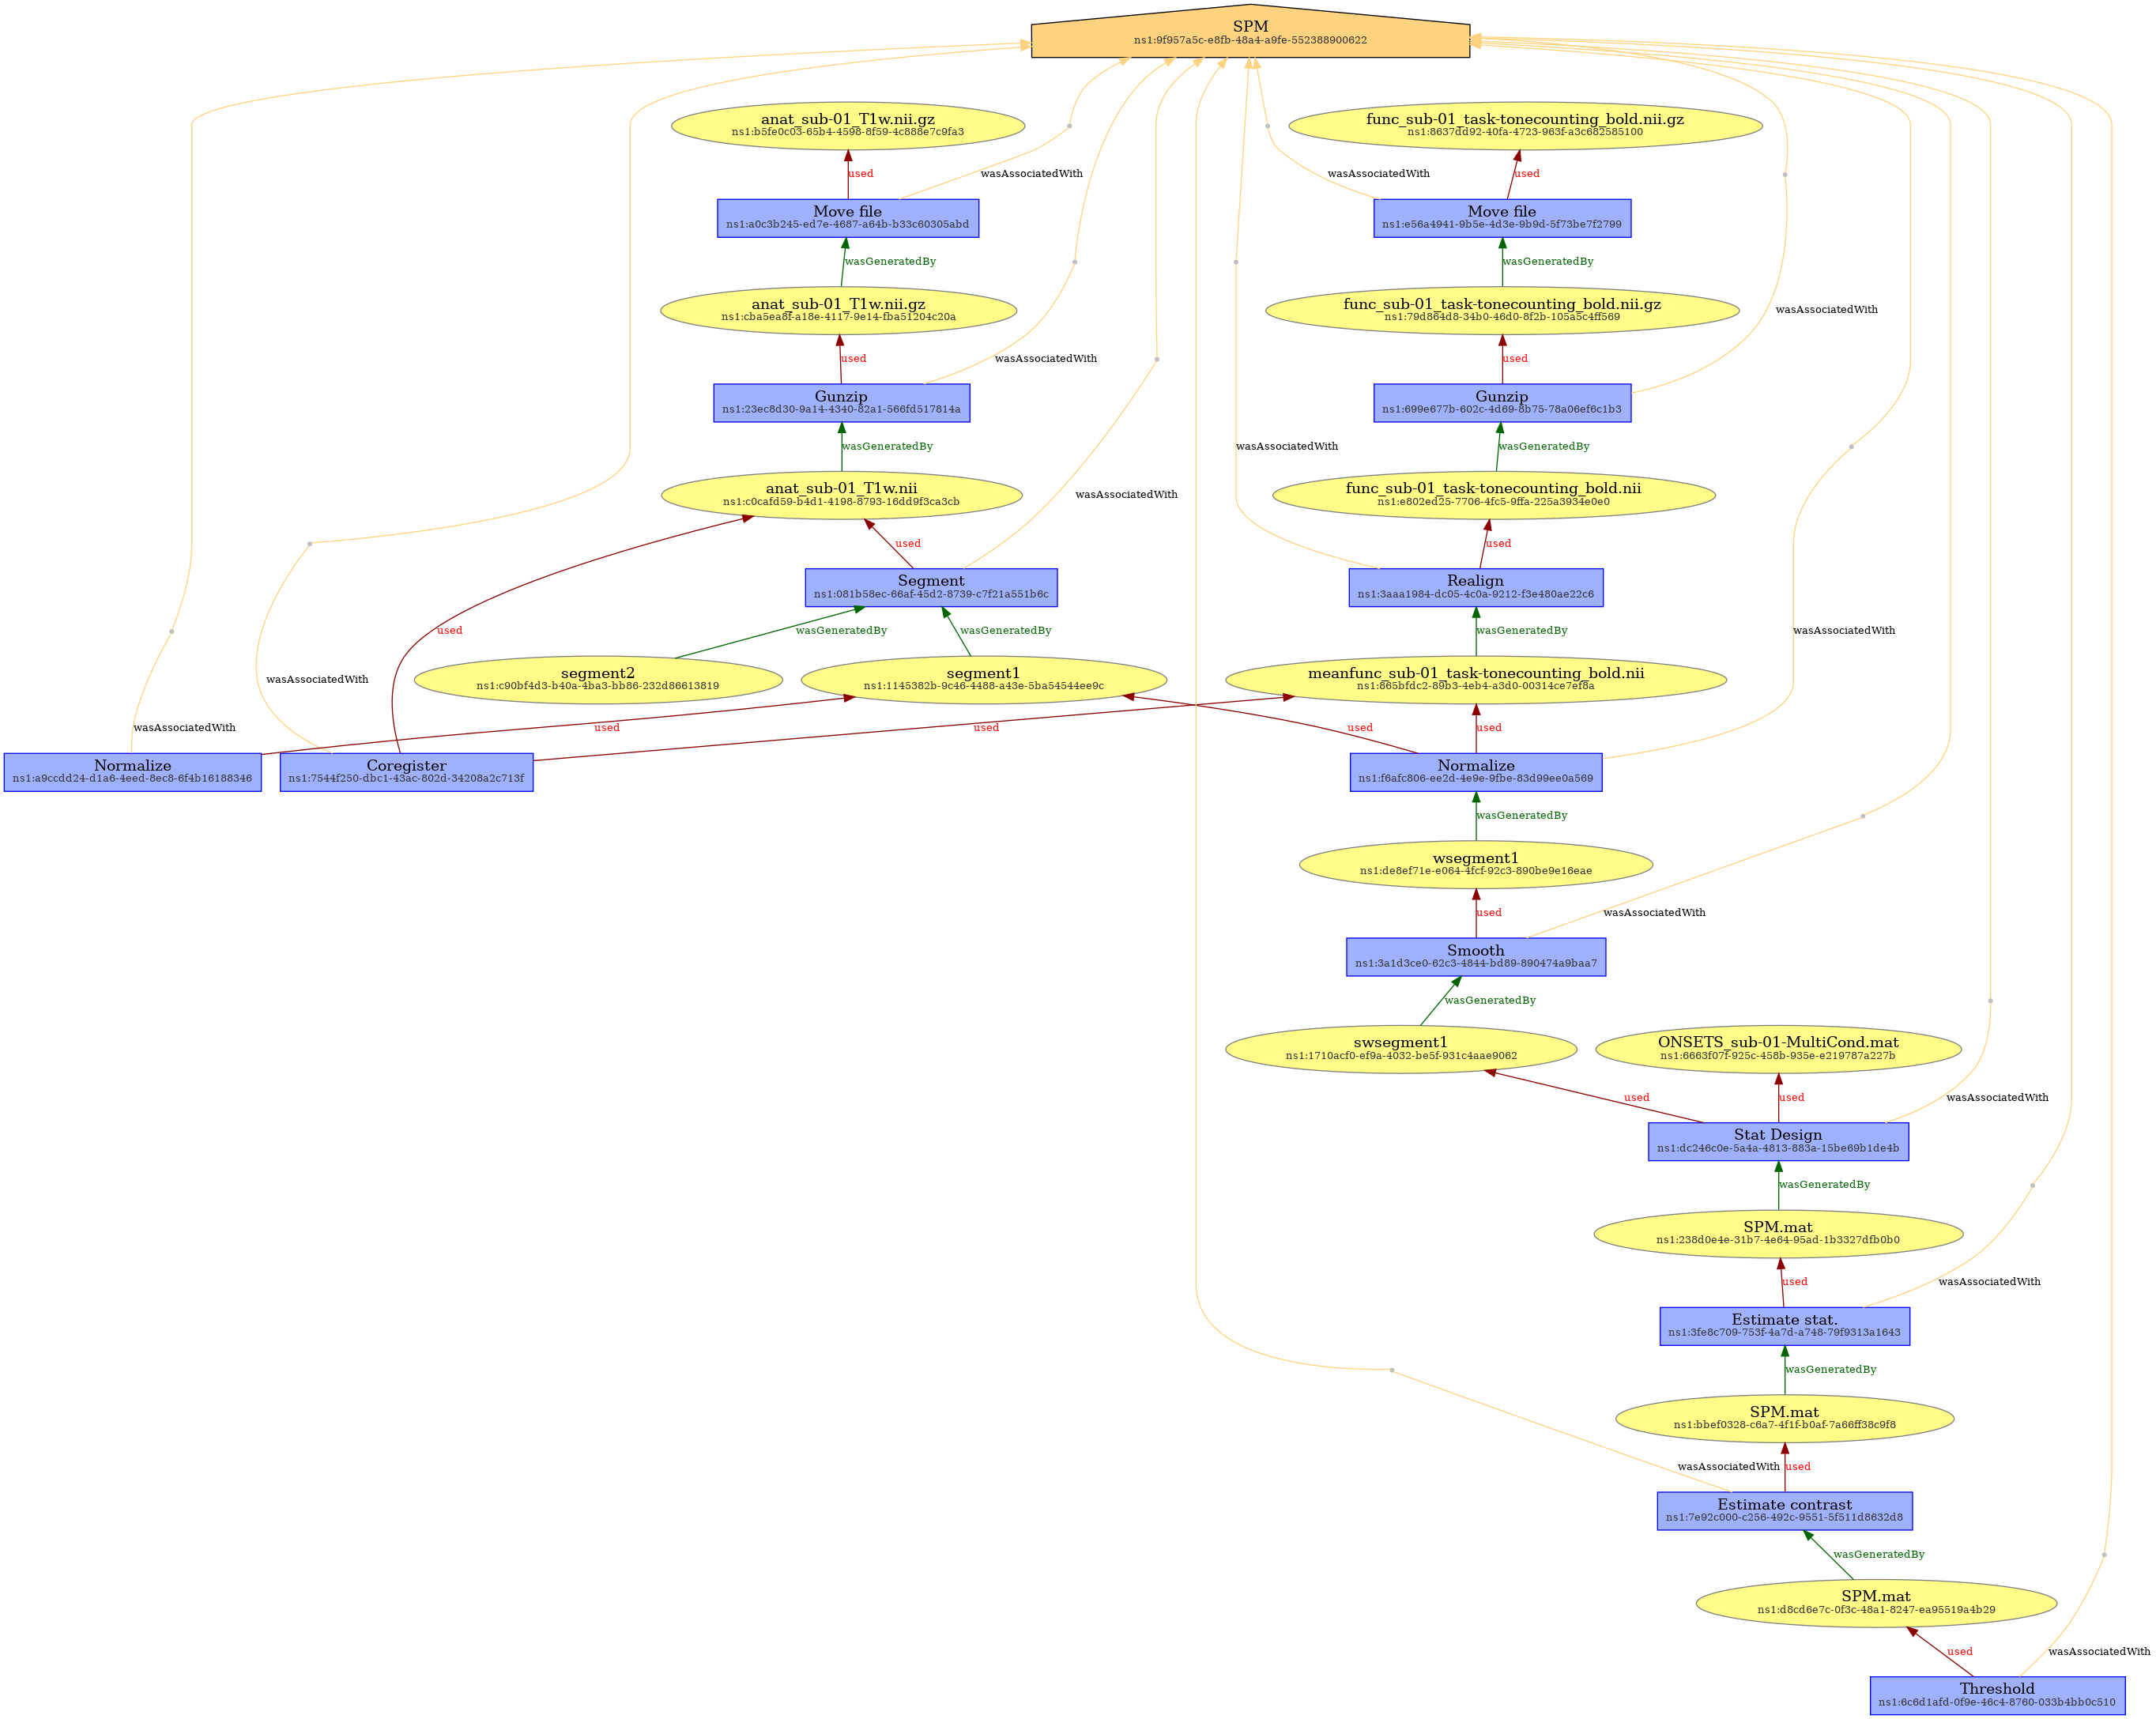 SPM
ns1:9f957a5c-e8fb-48a4-a9fe-552388900622
anat_sub-01_T1w.nii.gz
ns1:b5fe0c03-65b4-4598-8f59-4c888e7c9fa3
func_sub-01_task-tonecounting_bold.nii.gz
ns1:8637dd92-40fa-4723-963f-a3c682585100
used
wasAssociatedWith
wasAssociatedWith
used
Move file
ns1:a0c3b245-ed7e-4687-a64b-b33c60305abd
Move file
ns1:e56a4941-9b5e-4d3e-9b9d-5f73be7f2799
wasGeneratedBy
wasGeneratedBy
anat_sub-01_T1w.nii.gz
ns1:cba5ea8f-a18e-4117-9e14-fba51204c20a
func_sub-01_task-tonecounting_bold.nii.gz
ns1:79d864d8-34b0-46d0-8f2b-105a5c4ff569
wasAssociatedWith
used
wasAssociatedWith
used
Gunzip
ns1:23ec8d30-9a14-4340-82a1-566fd517814a
Gunzip
ns1:699e677b-602c-4d69-8b75-78a06ef6c1b3
wasGeneratedBy
wasAssociatedWith
wasGeneratedBy
anat_sub-01_T1w.nii
ns1:c0cafd59-b4d1-4198-8793-16dd9f3ca3cb
wasAssociatedWith
func_sub-01_task-tonecounting_bold.nii
ns1:e802ed25-7706-4fc5-9ffa-225a3934e0e0
used
used
Segment
ns1:081b58ec-66af-45d2-8739-c7f21a551b6c
Realign
ns1:3aaa1984-dc05-4c0a-9212-f3e480ae22c6
used
wasGeneratedBy
wasGeneratedBy
wasGeneratedBy
wasAssociatedWith
wasAssociatedWith
segment2
ns1:c90bf4d3-b40a-4ba3-bb86-232d86613819
segment1
ns1:1145382b-9c46-4488-a43e-5ba54544ee9c
meanfunc_sub-01_task-tonecounting_bold.nii
ns1:865bfdc2-89b3-4eb4-a3d0-00314ce7ef8a
wasAssociatedWith
used
used
used
used
Normalize
ns1:a9ccdd24-d1a6-4eed-8ec8-6f4b16188346
Coregister
ns1:7544f250-dbc1-43ac-802d-34208a2c713f
Normalize
ns1:f6afc806-ee2d-4e9e-9fbe-83d99ee0a569
wasGeneratedBy
wsegment1
ns1:de8ef71e-e064-4fcf-92c3-890be9e16eae
used
wasAssociatedWith
Smooth
ns1:3a1d3ce0-62c3-4844-bd89-890474a9baa7
wasGeneratedBy
swsegment1
ns1:1710acf0-ef9a-4032-be5f-931c4aae9062
ONSETS_sub-01-MultiCond.mat
ns1:6663f07f-925c-458b-935e-e219787a227b
used
used
wasAssociatedWith
Stat Design
ns1:dc246c0e-5a4a-4813-883a-15be69b1de4b
wasGeneratedBy
SPM.mat
ns1:238d0e4e-31b7-4e64-95ad-1b3327dfb0b0
used
wasAssociatedWith
Estimate stat.
ns1:3fe8c709-753f-4a7d-a748-79f9313a1643
wasGeneratedBy
SPM.mat
ns1:bbef0328-c6a7-4f1f-b0af-7a66ff38c9f8
wasAssociatedWith
used
Estimate contrast
ns1:7e92c000-c256-492c-9551-5f511d8632d8
wasGeneratedBy
SPM.mat
ns1:d8cd6e7c-0f3c-48a1-8247-ea95519a4b29
used
wasAssociatedWith
Threshold
ns1:6c6d1afd-0f9e-46c4-8760-033b4bb0c510